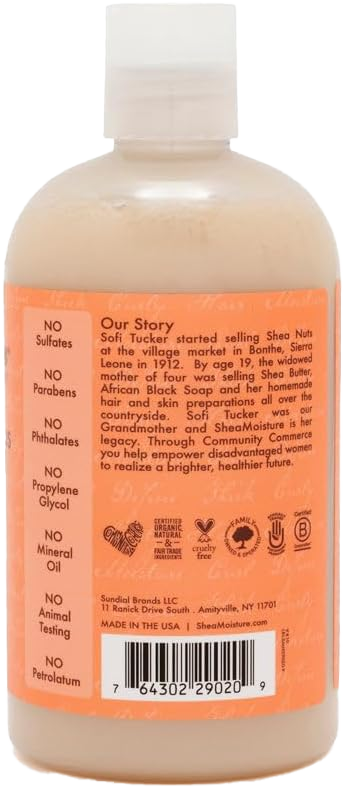 NO
Sulfates
NO
Parabens
NO
Phthalates
NO
Propylene
Glycol
NO
Mineral
Oil
NO
Animal
Testing
NO
Petrolatum
Our Story
Sofi Tucker started selling Shea Nuts
at the village market in Bonthe, Sierra
Leone in 1912. By age 19, the widowed
mother of four was selling Shea Butter,
African Black Soap and her homemade
hair and skin preparations all over the
countryside. Sofi Tucker was our
Grandmother and SheaMoisture is her
legacy. Through Community Commerce
you help empower disadvantaged women
to realize a brighter, healthier future.
CERTIFIED
ORGANIC,
NATURAL
&
FAIR TRADE
INGREDIENTS
cruelty
free
FAMILY
OWNED & OPERATED
Certified
B
Sundial Brands LLC
11 Ranick Drive South . Amityville, NY 11701
MADE IN THE USA | SheaMoisture.com
7 64302 29020 9